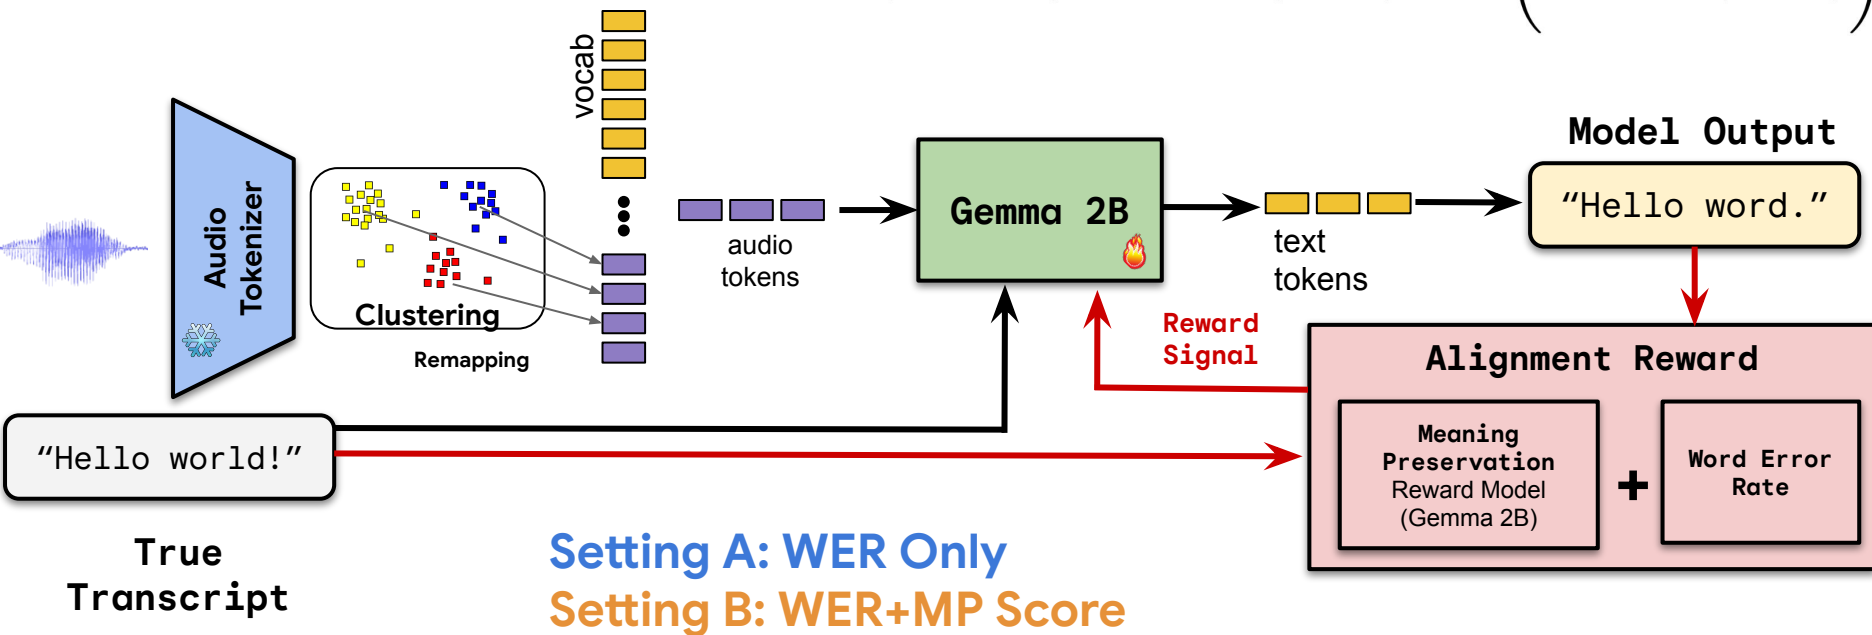 vocab
Audio
Tokenizer
Clustering
Remapping
audio
tokens
Gemma 2B
text
tokens
Model Output
“Hello word.”
Reward
Signal
Alignment Reward
Meaning
Preservation
Reward Model
(Gemma 2B)
+
Word Error
Rate
“Hello world!”
True
Transcript
Setting A: WER Only
Setting B: WER+MP Score